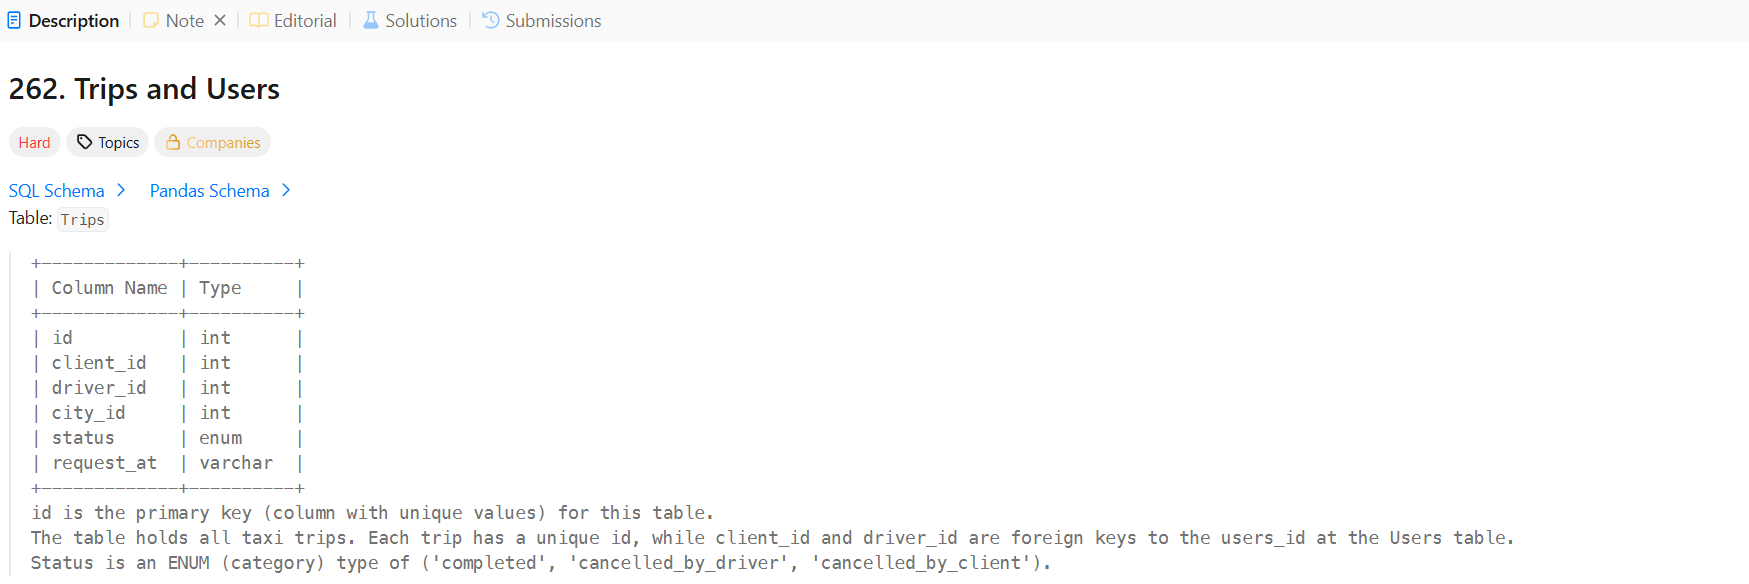 Description Note Editorial Solutions Submissions
262. Trips and Users
Hard Topics Companies
SQL Schema Pandas Schema
Table: Trips
+-------------+----------+
| Column Name | Type     |
+-------------+----------+
| id          | int      |
| client_id   | int      |
| driver_id   | int      |
| city_id     | int      |
| status      | enum     |
| request_at  | varchar  |
+-------------+----------+
id is the primary key (column with unique values) for this table.
The table holds all taxi trips. Each trip has a unique id, while client_id and driver_id are foreign keys to the users_id at the Users table.
Status is an ENUM (category) type of ('completed', 'cancelled_by_driver', 'cancelled_by_client').